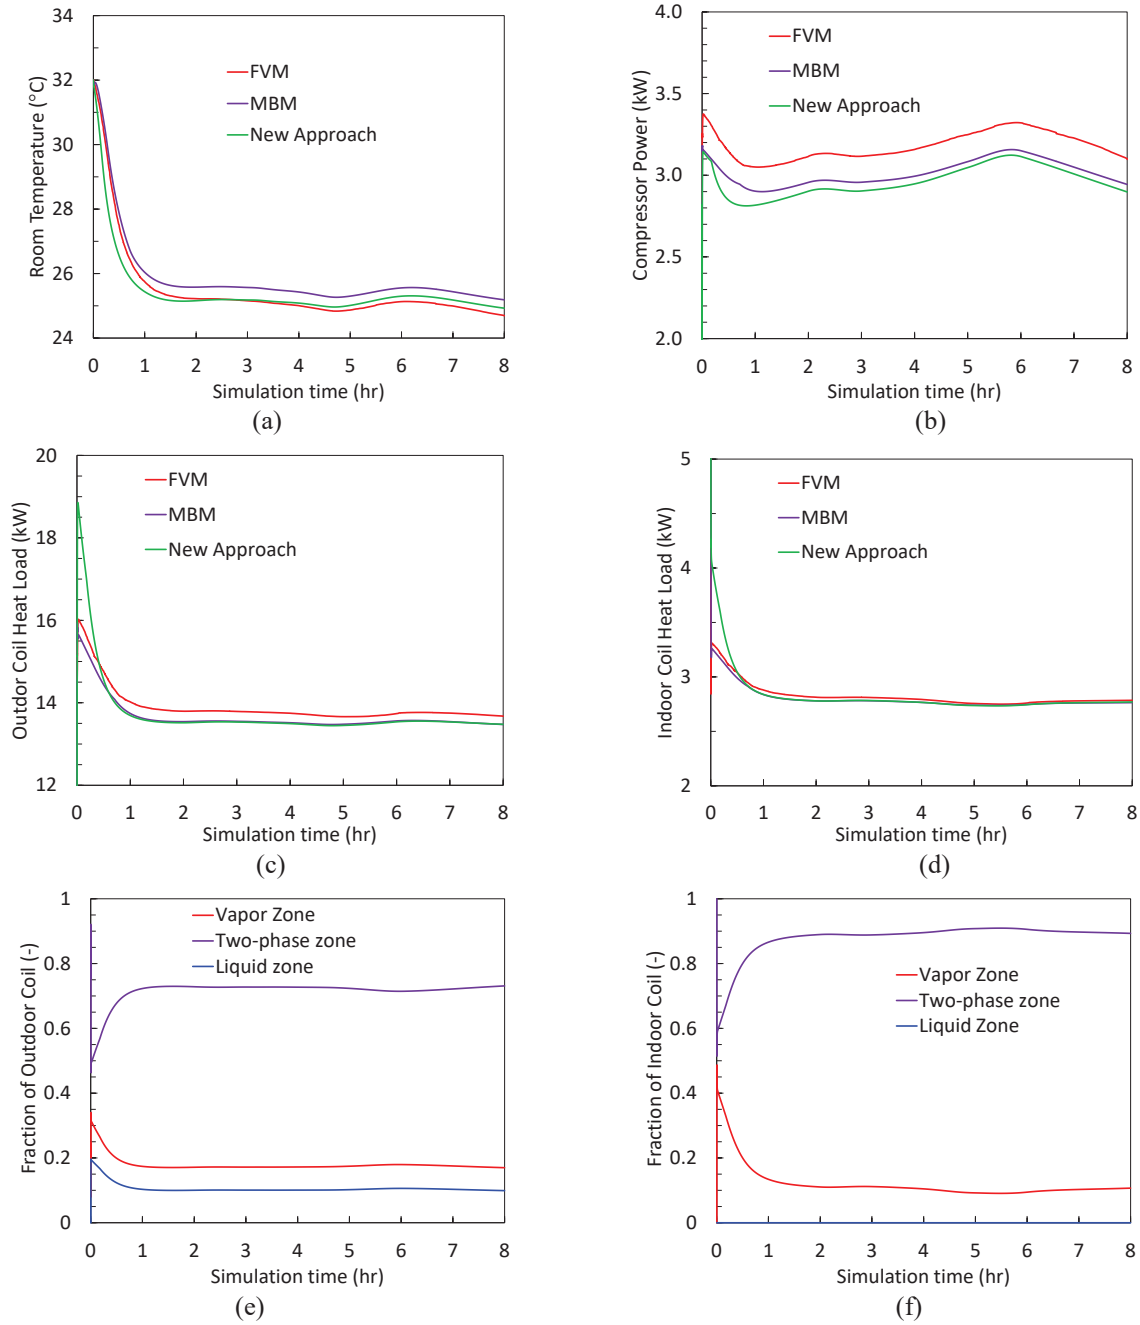 34
32
30
28
26
24
Room Temperature (°C)
FVM
MBM
New Approach
0 1 2 3 4 5 6 7 8
Simulation time (hr)
(a)
4.0
3.5
3.0
2.5
2.0
Compressor Power (kW)
FVM
MBM
New Approach
0 1 2 3 4 5 6 7 8
Simulation time (hr)
(b)
20
18
16
14
12
Outdor Coil Heat Load (kW)
FVM
MBM
New Approach
0 1 2 3 4 5 6 7 8
Simulation time (hr)
(c)
5
4
3
2
Indoor Coil Heat Load (kW)
FVM
MBM
New Approach
0 1 2 3 4 5 6 7 8
Simulation time (hr)
(d)
1
0.8
0.6
0.4
0.2
0
Fraction of Outdoor Coil (-)
Vapor Zone
Two-phase zone
Liquid zone
0 1 2 3 4 5 6 7 8
Simulation time (hr)
(e)
1
0.8
0.6
0.4
0.2
0
Fraction of Indoor Coil (-)
Vapor Zone
Two-phase zone
Liquid Zone
0 1 2 3 4 5 6 7 8
Simulation time (hr)
(f)